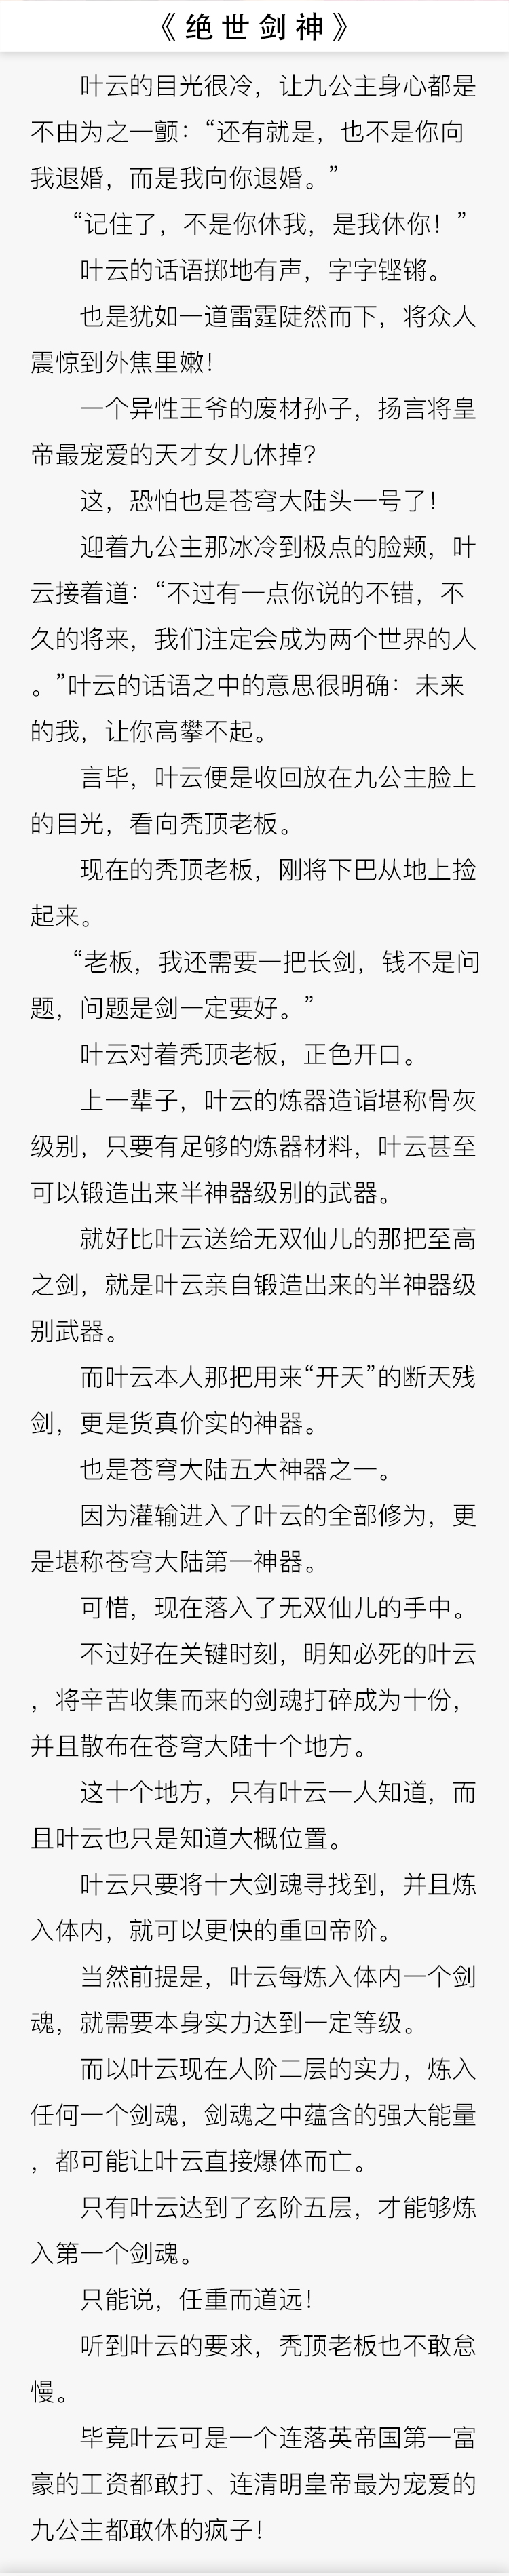 《绝世剑神》
叶云的目光很冷，让九公主身心都是
不由为之一颤：“还有就是，也不是你向
我退婚，而是我向你退婚。”
“记住了，不是你休我，是我休你！”
叶云的话语掷地有声，字字铿锵。
也是犹如一道雷霆陡然而下，将众人
震惊到外焦里嫩！
一个异性王爷的废材孙子，扬言将皇
帝最宠爱的天才女儿休掉？
这，恐怕也是苍穹大陆头一号了！
迎着九公主那冰冷到极点的脸颊，叶
云接着道：“不过有一点你说的不错，不
久的将来，我们注定会成为两个世界的人
。”叶云的话语之中的意思很明确：未来
的我，让你高攀不起。
言毕，叶云便是收回放在九公主脸上
的目光，看向秃顶老板。
现在的秃顶老板，刚将下巴从地上捡
起来。
“老板，我还需要一把长剑，钱不是问
题，问题是剑一定要好。”
叶云对着秃顶老板，正色开口。
上一辈子，叶云的炼器造诣堪称骨灰
级别，只要有足够的炼器材料，叶云甚至
可以锻造出来半神器级别的武器。
就好比叶云送给无双仙儿的那把至高
之剑，就是叶云亲自锻造出来的半神器级
别武器。
而叶云本人那把用来“开天”的断天残
剑，更是货真价实的神器。
也是苍穹大陆五大神器之一。
因为灌输进入了叶云的全部修为，更
是堪称苍穹大陆第一神器。
可惜，现在落入了无双仙儿的手中。
不过好在关键时刻，明知必死的叶云
，将辛苦收集而来的剑魂打碎成为十份，
并且散布在苍穹大陆十个地方。
这十个地方，只有叶云一人知道，而
且叶云也只是知道大概位置。
叶云只要将十大剑魂寻找到，并且炼
入体内，就可以更快的重回帝阶。
当然前提是，叶云每炼入体内一个剑
魂，就需要本身实力达到一定等级。
而以叶云现在人阶二层的实力，炼入
任何一个剑魂，剑魂之中蕴含的强大能量
，都可能让叶云直接爆体而亡。
只有叶云达到了玄阶五层，才能够炼
入第一个剑魂。
只能说，任重而道远！
听到叶云的要求，秃顶老板也不敢怠
慢。
毕竟叶云可是一个连落英帝国第一富
豪的工资都敢打、连清明皇帝最为宠爱的
九公主都敢休的疯子！